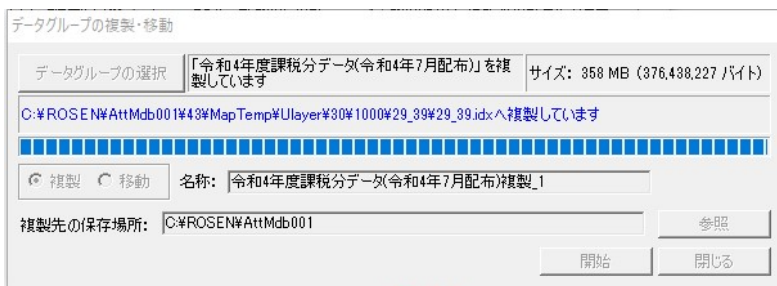 データグループの複製・移動
データグループの選択
「令和4年度課税分データ(令和4年7月配布)」を複
製しています
サイズ: 358 MB (376,438,227 バイト)
C:¥ROSEN¥AttMdb001¥43¥MapTemp¥Ulayer¥30¥1000¥29_39¥29_39.idxへ複製しています
複製 移動 名称: 令和4年度課税分データ(令和4年7月配布)複製_1
複製先の保存場所: C:¥ROSEN¥AttMdb001 参照
開始 閉じる